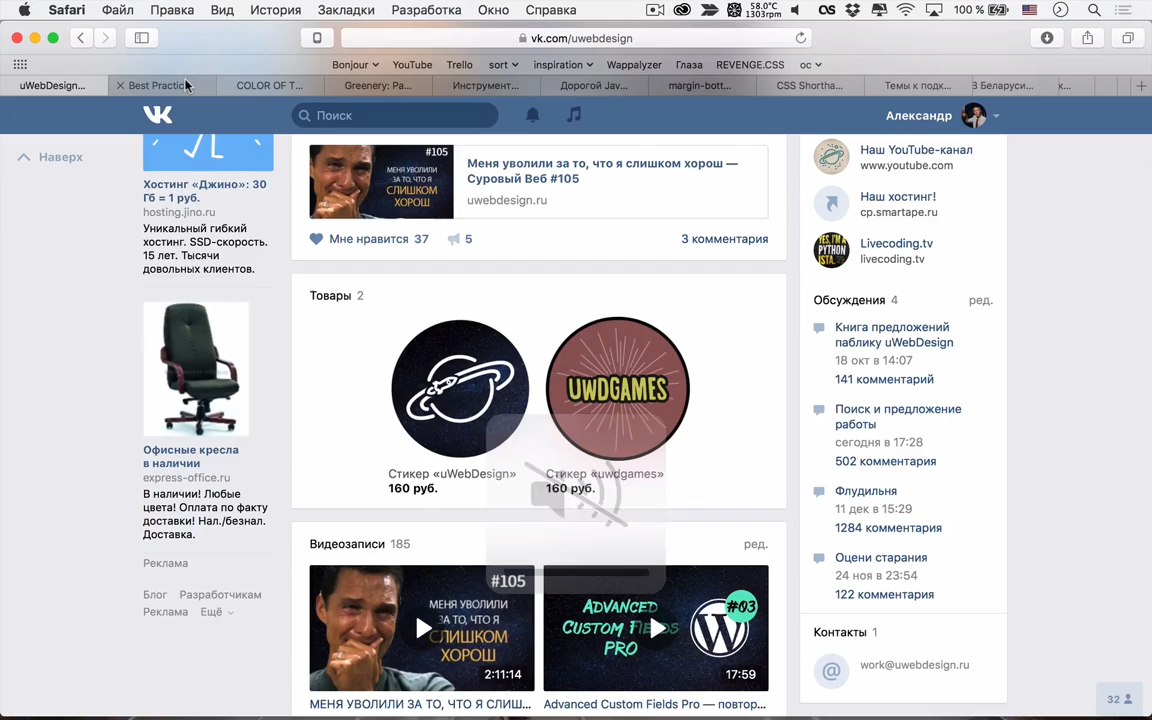 Safari Файл Правка Вид История Закладки Разработка Окно Справка 58.0°C 1303rpm 100 %
vk.com/uwebdesign
Bonjour YouTube Trello sort inspiration Wappalyzer Глаза REVENGE.CSS ос
uWebDesign... Best Practic COLOR OF T... Greenery: Pa... Инструмент... Дорогой Jav... margin-bott... CSS Shortha... Темы к подк... В Беларуси... к...
Поиск Александр
Наверх
Хостинг «Джино»: 30
Гб = 1 руб.
hosting.jino.ru
Уникальный гибкий
хостинг. SSD-скорость.
15 лет. Тысячи
довольных клиентов.
Офисные кресла
в наличии
express-office.ru
В наличии! Любые
цвета! Оплата по факту
доставки! Нал./безнал.
Доставка.
Реклама
Блог Разработчикам
Реклама Ещё
#105
МЕНЯ УВОЛИЛИ
ЗА ТО, ЧТО Я
СЛИШКОМ
ХОРОШ
Меня уволили за то, что я слишком хорош —
Суровый Веб #105
uwebdesign.ru
Мне нравится 37 5 3 комментария
Товары 2
UWDGAMES
Стикер «uWebDesign» Стикер «uwdgames»
160 руб. 160 руб.
Видеозаписи 185 ред.
#105
МЕНЯ УВОЛИЛИ
ЗА ТО, ЧТО Я
СЛИШКОМ
ХОРОШ
2:11:14
ADVANCED
CUSTOM FIELDS
PRO
#03
17:59
МЕНЯ УВОЛИЛИ ЗА ТО, ЧТО Я СЛИШ... Advanced Custom Fields Pro — повтор...
Наш YouTube-канал
www.youtube.com
Наш хостинг!
cp.smartape.ru
YES, I'M A
PYTHON
ISTA.
Livecoding.tv
livecoding.tv
Обсуждения 4 ред.
Книга предложений
паблику uWebDesign
18 окт в 14:07
141 комментарий
Поиск и предложение
работы
сегодня в 17:28
502 комментария
Флудильня
11 дек в 15:29
1284 комментария
Оцени старания
24 ноя в 23:54
122 комментария
Контакты 1
work@uwebdesign.ru
32